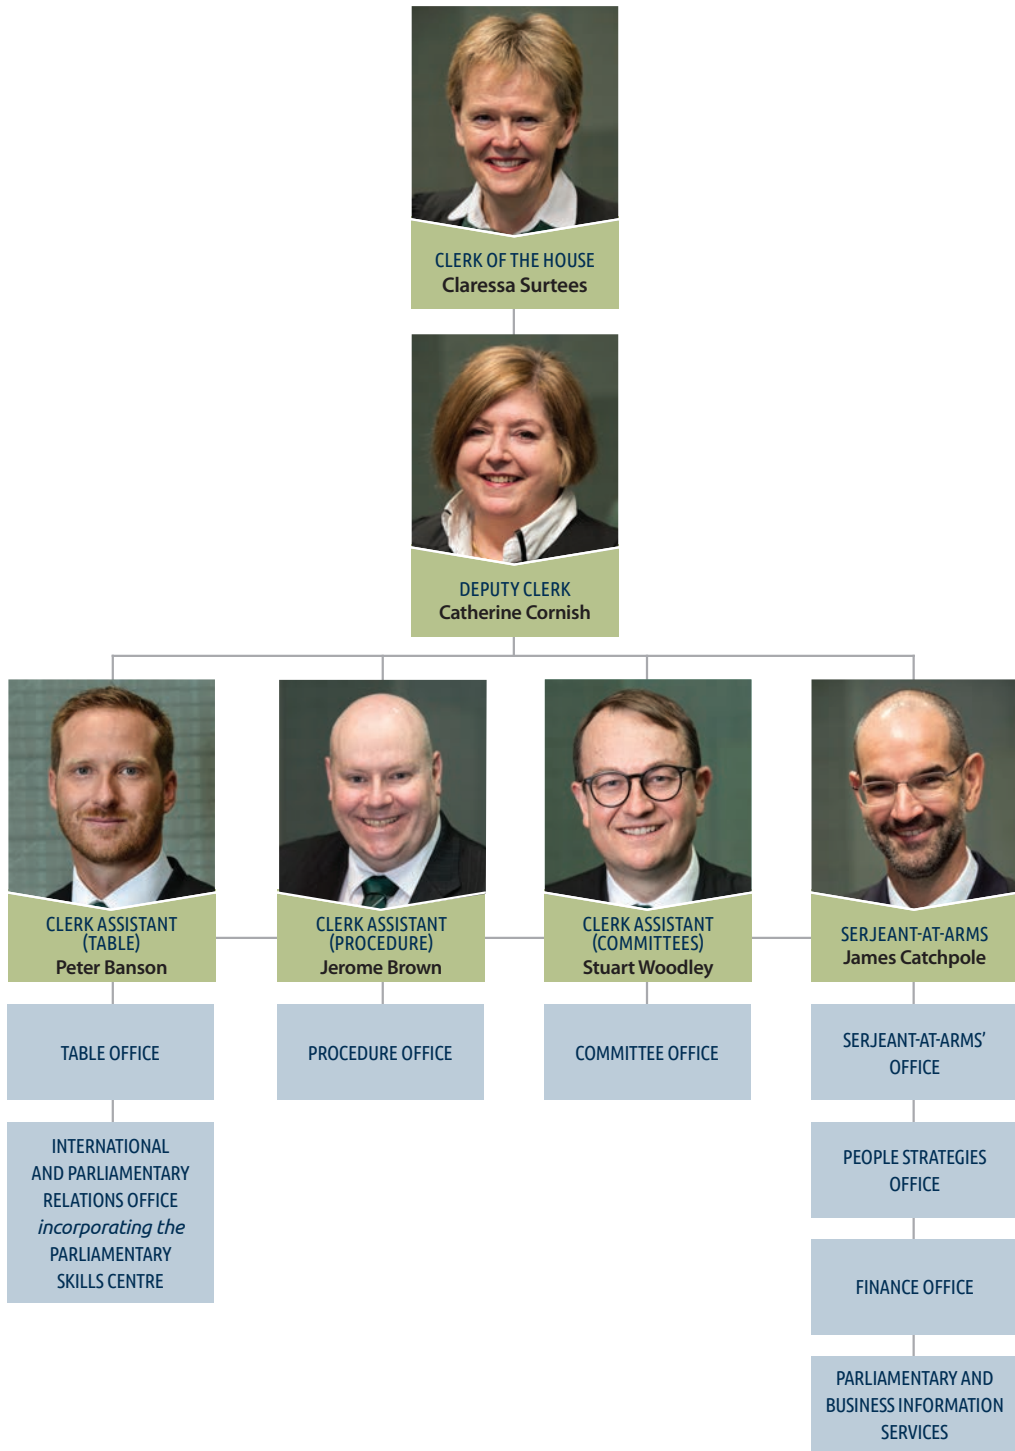 CLERK OF THE HOUSE
Claressa Surtees
DEPUTY CLERK
Catherine Cornish
CLERK ASSISTANT
(TABLE)
Peter Banson
CLERK ASSISTANT
(PROCEDURE)
Jerome Brown
CLERK ASSISTANT
(COMMITTEES)
Stuart Woodley
SERJEANT-AT-ARMS
James Catchpole
TABLE OFFICE
PROCEDURE OFFICE
COMMITTEE OFFICE
SERJEANT-AT-ARMS’
OFFICE
INTERNATIONAL
AND PARLIAMENTARY
RELATIONS OFFICE
incorporating the
PARLIAMENTARY
SKILLS CENTRE
PEOPLE STRATEGIES
OFFICE
FINANCE OFFICE
PARLIAMENTARY AND
BUSINESS INFORMATION
SERVICES